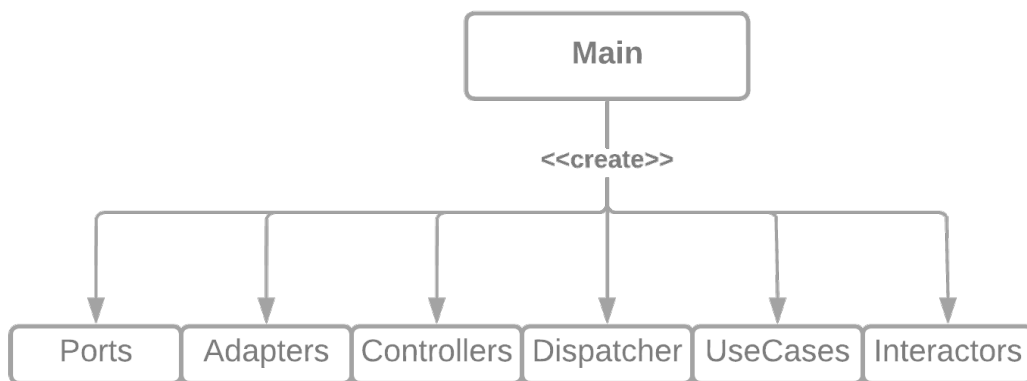 Main
<<create>>
Ports Adapters Controllers Dispatcher UseCases Interactors